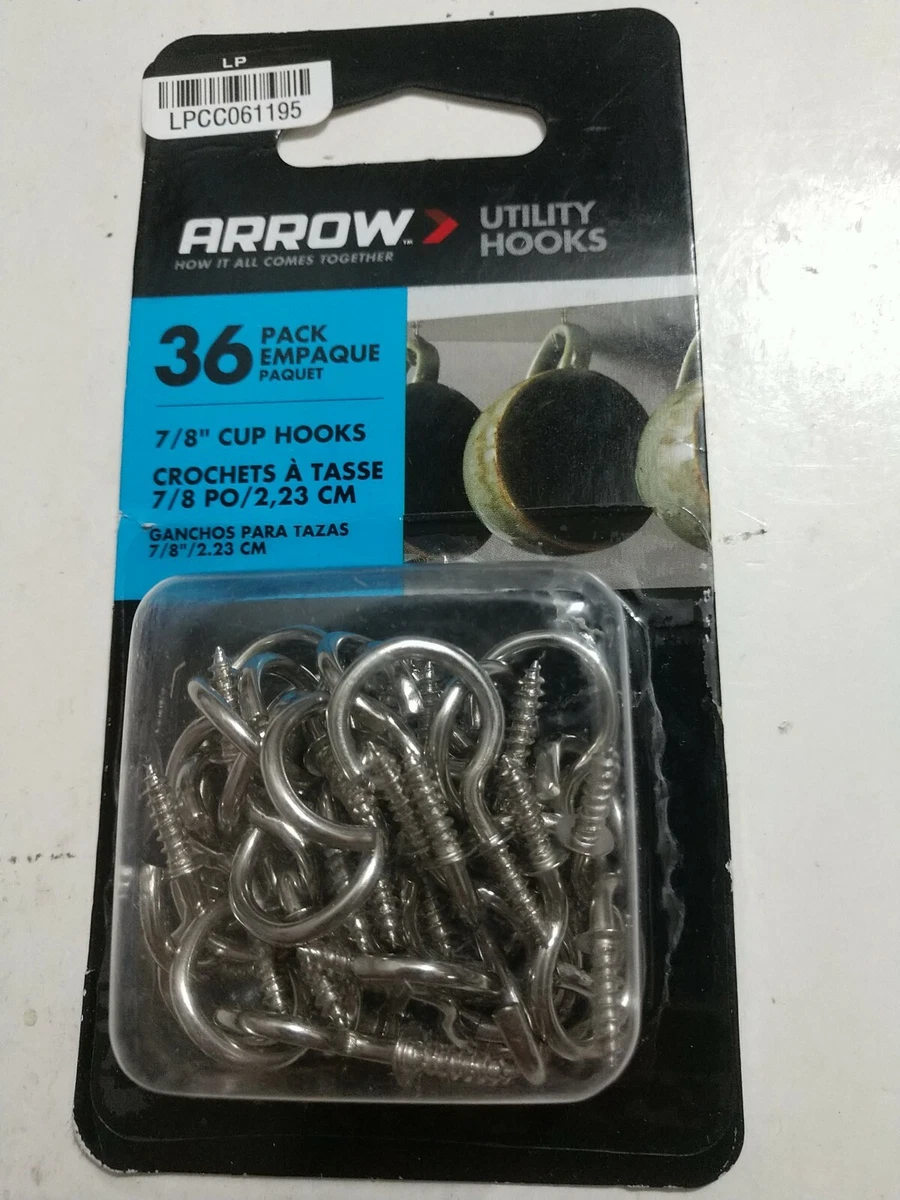 LP
LPCC061195
ARROW™
HOW IT ALL COMES TOGETHER
UTILITY
HOOKS
36 PACK
EMPAQUE
PAQUET
7/8" CUP HOOKS
CROCHETS À TASSE
7/8 PO/2,23 CM
GANCHOS PARA TAZAS
7/8"/2.23 CM